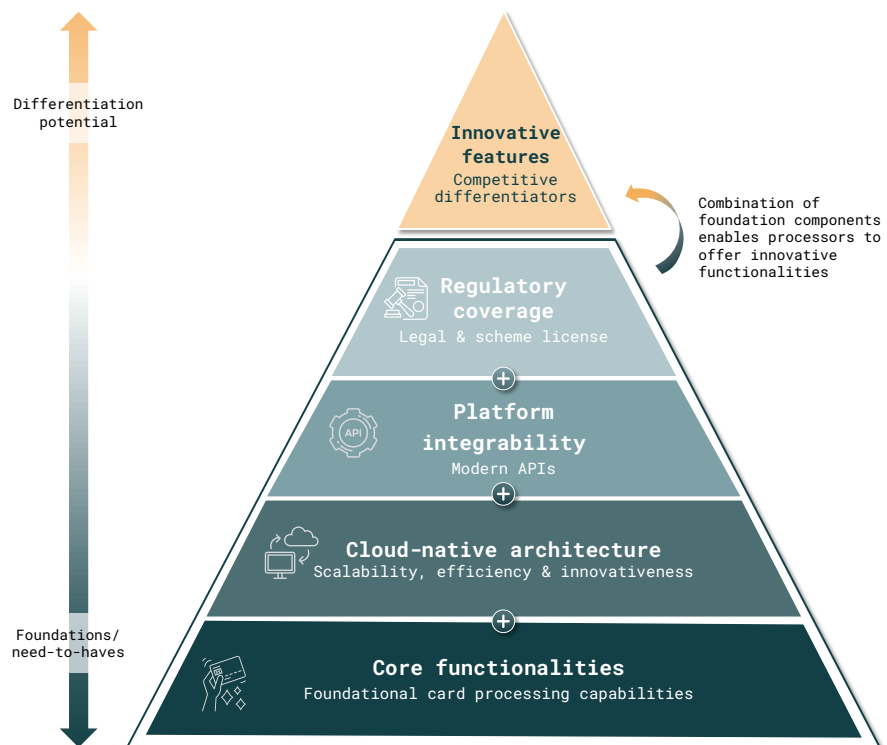 Differentiation
potential
Innovative
features
Competitive
differentiators
Combination of
foundation components
enables processors to
offer innovative
functionalities
Regulatory
coverage
Legal & scheme license
API
Platform
integrability
Modern APIs
Cloud-native architecture
Scalability, efficiency & innovativeness
Foundations/
need-to-haves
Core functionalities
Foundational card processing capabilities